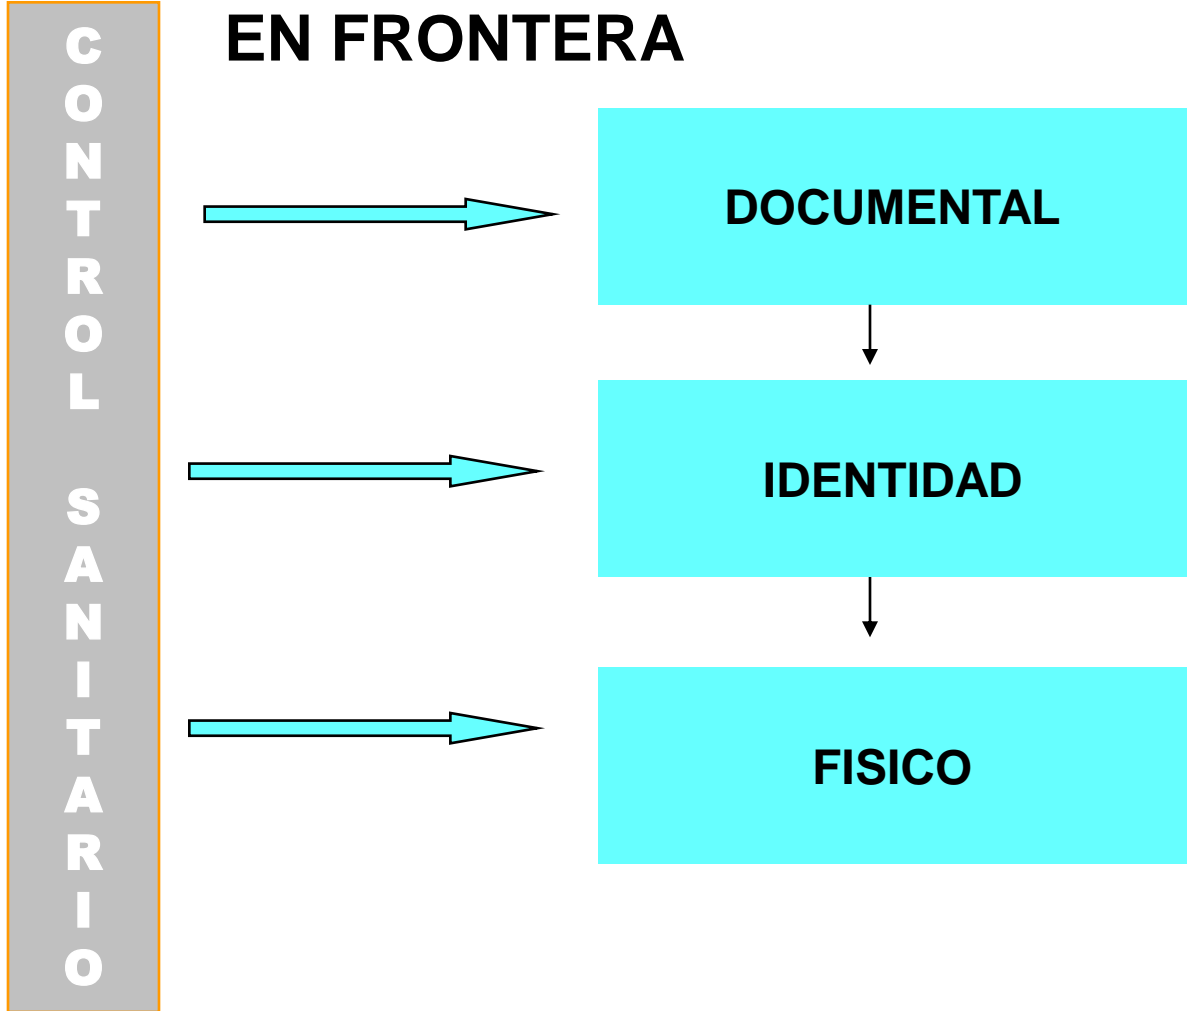 CONTROL SANITARIO
EN FRONTERA
DOCUMENTAL
IDENTIDAD
FISICO